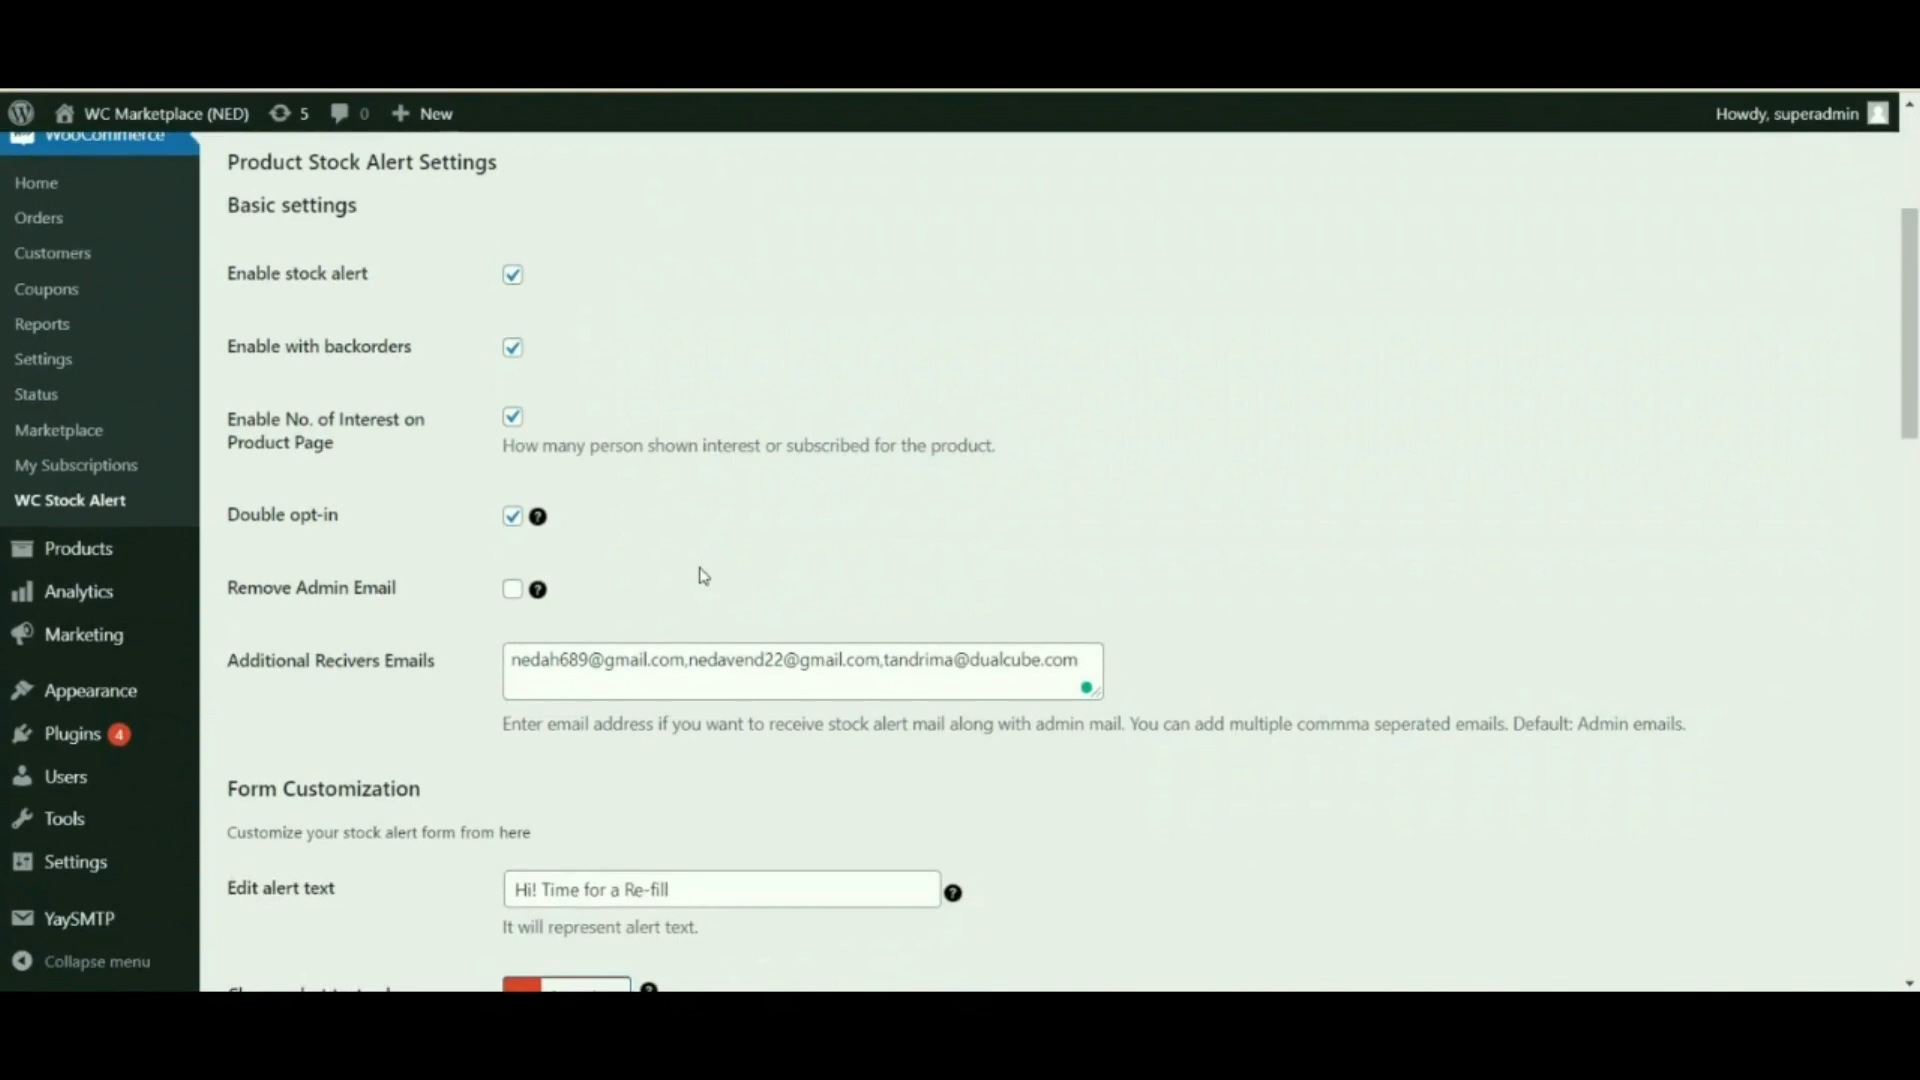 WC Marketplace (NED) 5 0 New Howdy, superadmin
WooCommerce
Home
Orders
Customers
Coupons
Reports
Settings
Status
Marketplace
My Subscriptions
WC Stock Alert
Products
Analytics
Marketing
Appearance
Plugins 4
Users
Tools
Settings
YaySMTP
Collapse menu
Product Stock Alert Settings
Basic settings
Enable stock alert
Enable with backorders
Enable No. of Interest on
Product Page
How many person shown interest or subscribed for the product.
Double opt-in ?
Remove Admin Email ?
Additional Recivers Emails
nedah689@gmail.com,nedavend22@gmail.com,tandrima@dualcube.com
Enter email address if you want to receive stock alert mail along with admin mail. You can add multiple commma seperated emails. Default: Admin emails.
Form Customization
Customize your stock alert form from here
Edit alert text
Hi! Time for a Re-fill ?
It will represent alert text.